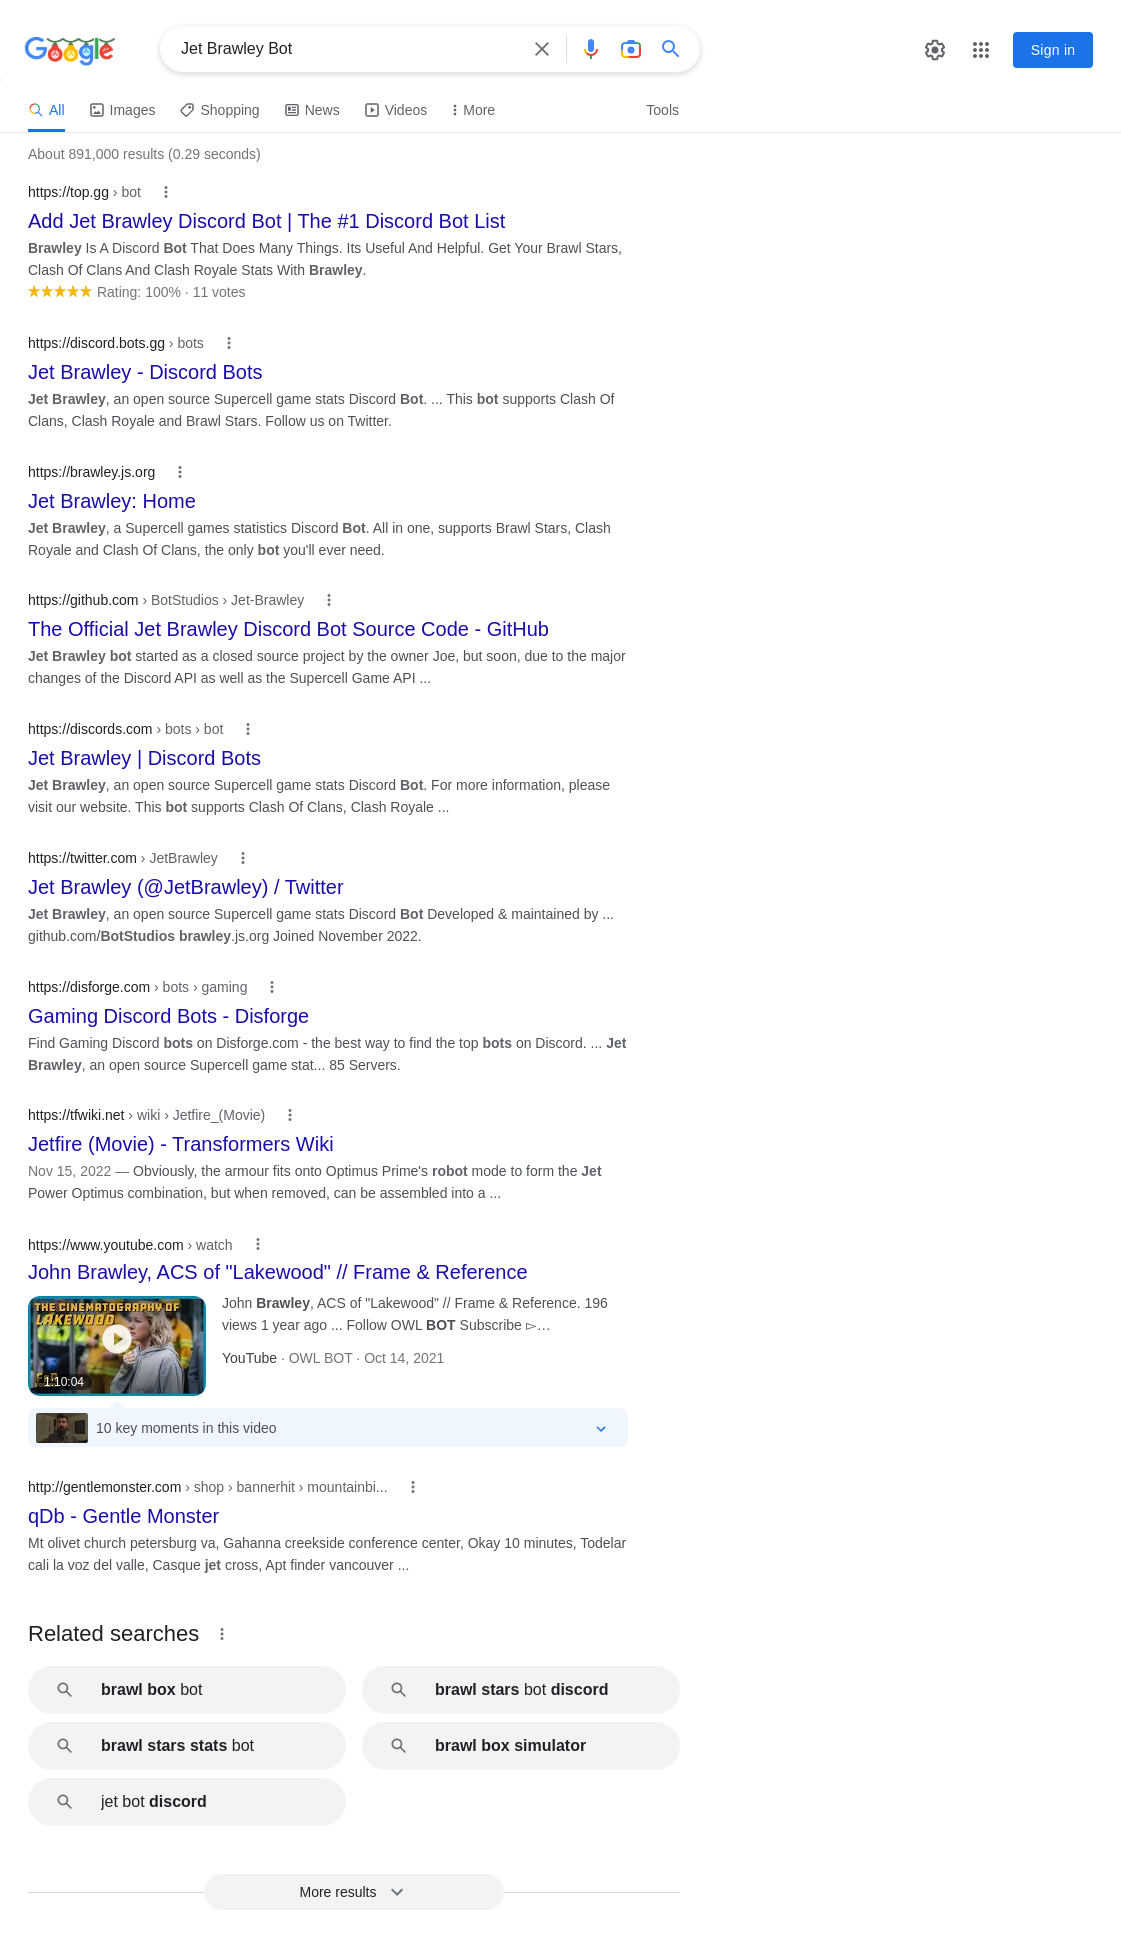 Google
Jet Brawley Bot
Sign in
All Images Shopping News Videos More Tools
About 891,000 results (0.29 seconds)
https://top.gg › bot
Add Jet Brawley Discord Bot | The #1 Discord Bot List
Brawley Is A Discord Bot That Does Many Things. Its Useful And Helpful. Get Your Brawl Stars,
Clash Of Clans And Clash Royale Stats With Brawley.
Rating: 100% · 11 votes
https://discord.bots.gg › bots
Jet Brawley - Discord Bots
Jet Brawley, an open source Supercell game stats Discord Bot. ... This bot supports Clash Of
Clans, Clash Royale and Brawl Stars. Follow us on Twitter.
https://brawley.js.org
Jet Brawley: Home
Jet Brawley, a Supercell games statistics Discord Bot. All in one, supports Brawl Stars, Clash
Royale and Clash Of Clans, the only bot you'll ever need.
https://github.com › BotStudios › Jet-Brawley
The Official Jet Brawley Discord Bot Source Code - GitHub
Jet Brawley bot started as a closed source project by the owner Joe, but soon, due to the major
changes of the Discord API as well as the Supercell Game API ...
https://discords.com › bots › bot
Jet Brawley | Discord Bots
Jet Brawley, an open source Supercell game stats Discord Bot. For more information, please
visit our website. This bot supports Clash Of Clans, Clash Royale ...
https://twitter.com › JetBrawley
Jet Brawley (@JetBrawley) / Twitter
Jet Brawley, an open source Supercell game stats Discord Bot Developed & maintained by ...
github.com/BotStudios brawley.js.org Joined November 2022.
https://disforge.com › bots › gaming
Gaming Discord Bots - Disforge
Find Gaming Discord bots on Disforge.com - the best way to find the top bots on Discord. ... Jet
Brawley, an open source Supercell game stat... 85 Servers.
https://tfwiki.net › wiki › Jetfire_(Movie)
Jetfire (Movie) - Transformers Wiki
Nov 15, 2022 — Obviously, the armour fits onto Optimus Prime's robot mode to form the Jet
Power Optimus combination, but when removed, can be assembled into a ...
https://www.youtube.com › watch
John Brawley, ACS of "Lakewood" // Frame & Reference
THE CINEMATOGRAPHY OF
LAKEWOOD
1:10:04
John Brawley, ACS of "Lakewood" // Frame & Reference. 196
views 1 year ago ... Follow OWL BOT Subscribe ▻…
YouTube · OWL BOT · Oct 14, 2021
10 key moments in this video
http://gentlemonster.com › shop › bannerhit › mountainbi...
qDb - Gentle Monster
Mt olivet church petersburg va, Gahanna creekside conference center, Okay 10 minutes, Todelar
cali la voz del valle, Casque jet cross, Apt finder vancouver ...
Related searches
brawl box bot
brawl stars bot discord
brawl stars stats bot
brawl box simulator
jet bot discord
More results